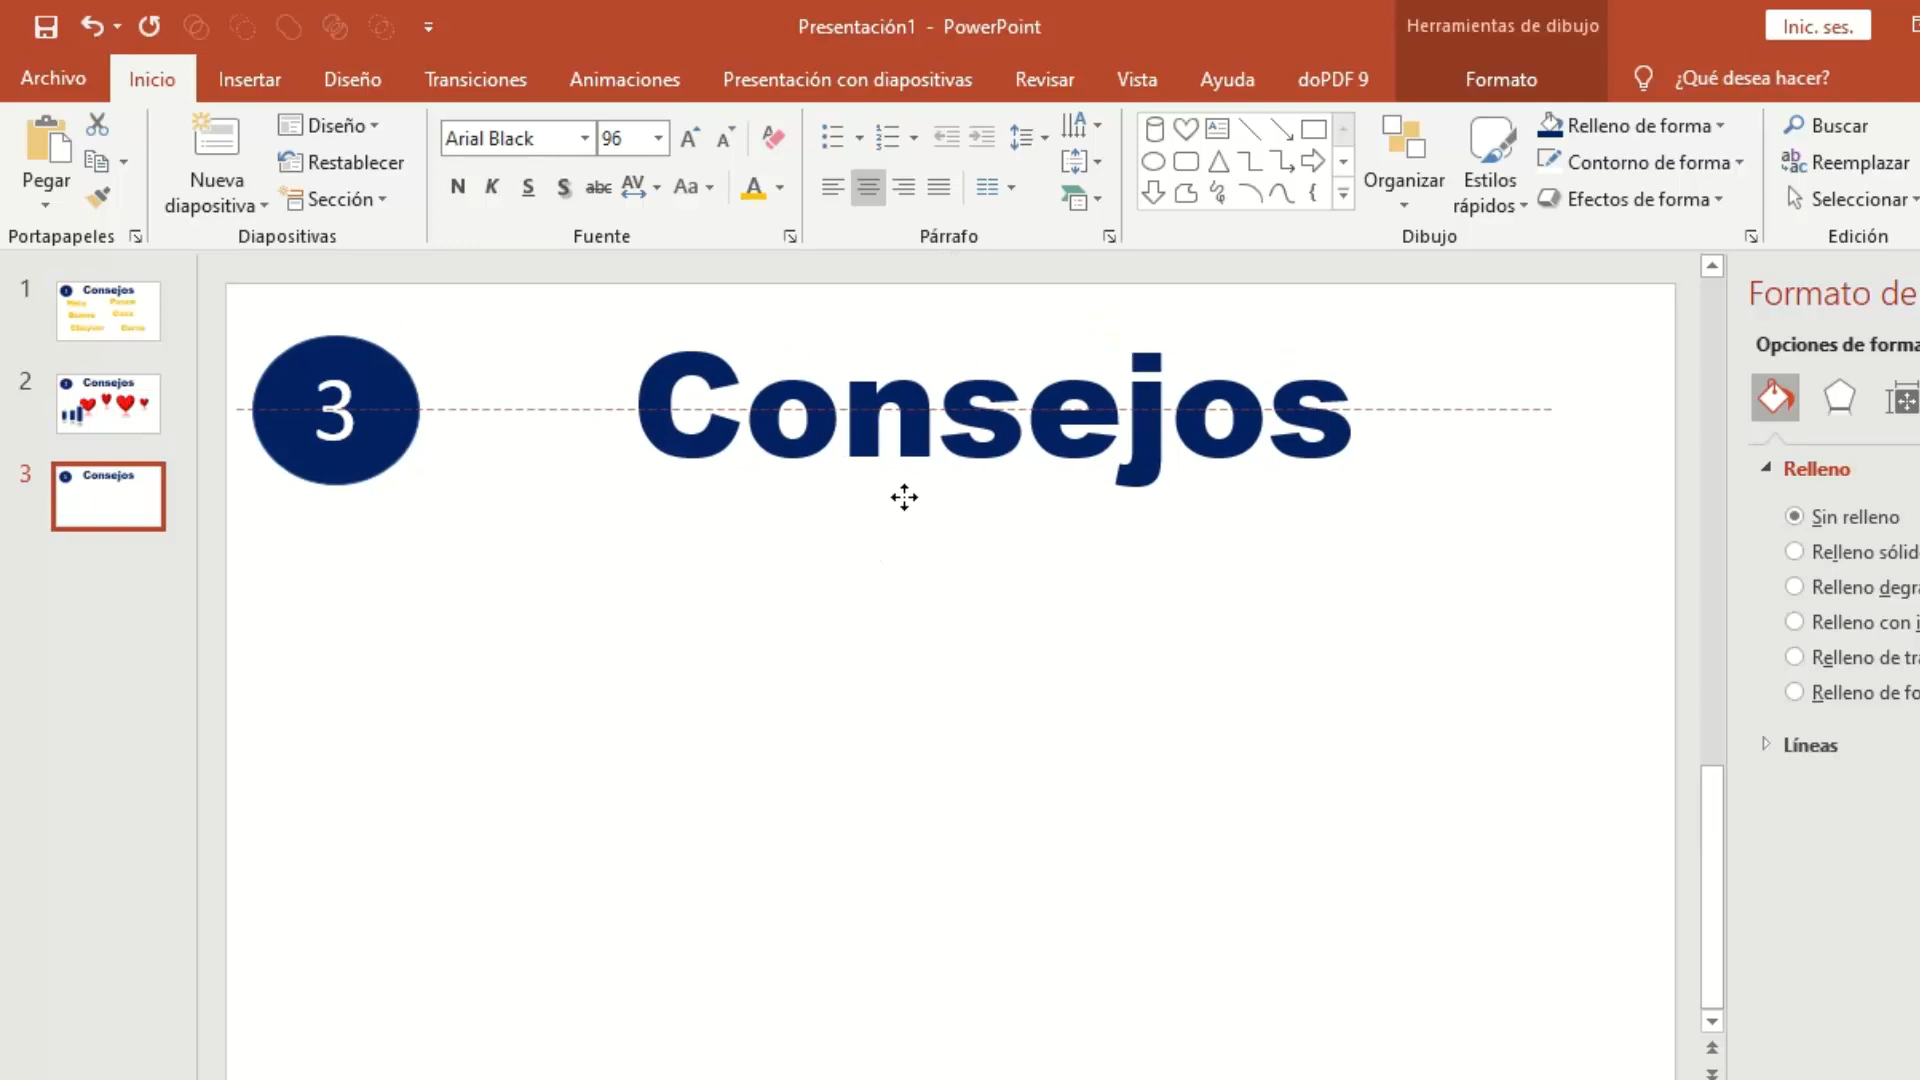 Presentación1 - PowerPoint
Herramientas de dibujo
Inic. ses.
Archivo Inicio Insertar Diseño Transiciones Animaciones Presentación con diapositivas Revisar Vista Ayuda doPDF 9 Formato ¿Qué desea hacer?
Pegar
Portapapeles
Nueva
diapositiva
Diseño
Restablecer
Sección
Diapositivas
Arial Black 96
N K S S abc AV Aa A
Fuente
Párrafo
Organizar
Estilos
rápidos
Relleno de forma
Contorno de forma
Efectos de forma
Dibujo
Buscar
Reemplazar
Seleccionar
Edición
1
Consejos
2
Consejos
3
Consejos
3 Consejos
Formato de
Opciones de forma
Relleno
Sin relleno
Relleno sólid
Relleno degra
Relleno con i
Relleno de tra
Relleno de fo
Líneas